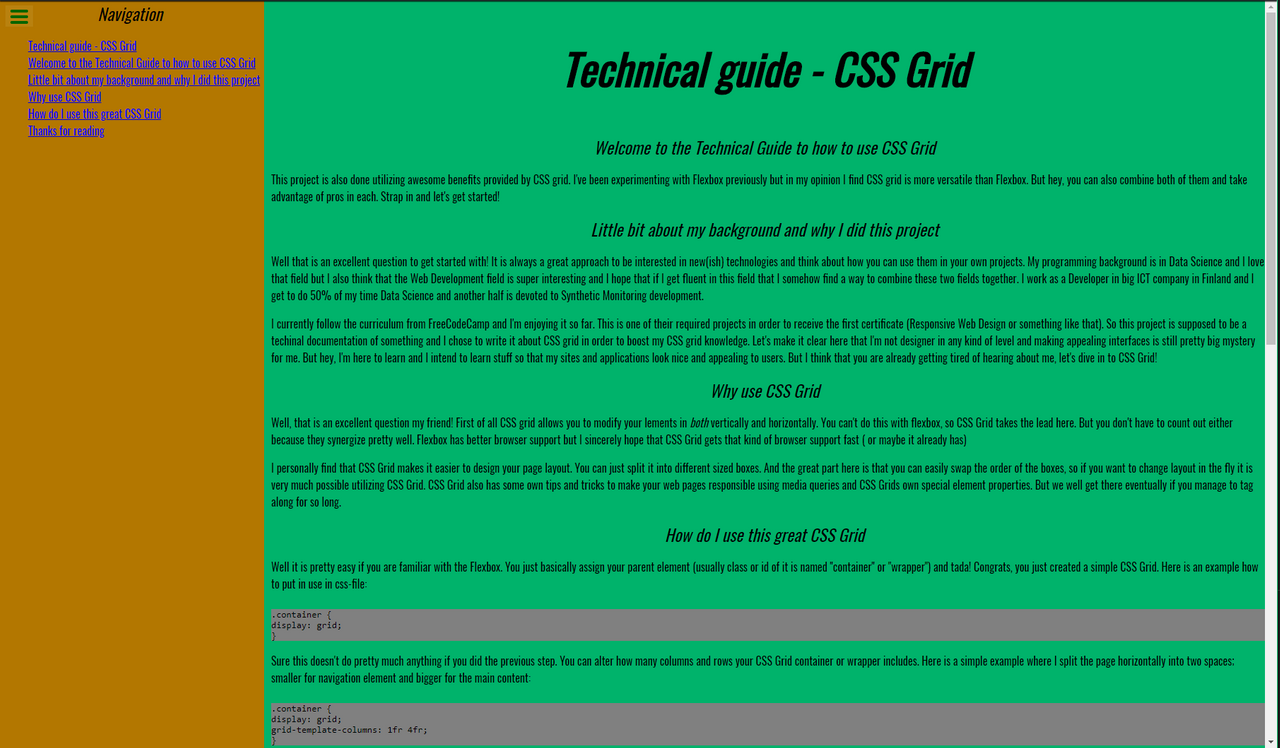 Navigation
Technical guide - CSS Grid
Welcome to the Technical Guide to how to use CSS Grid
Little bit about my background and why I did this project
Why use CSS Grid
How do I use this great CSS Grid
Thanks for reading
Technical guide - CSS Grid
Welcome to the Technical Guide to how to use CSS Grid
This project is also done utilizing awesome benefits provided by CSS grid. I've been experimenting with Flexbox previously but in my opinion I find CSS grid is more versatile than Flexbox. But hey, you can also combine both of them and take
advantage of pros in each. Strap in and let's get started!
Little bit about my background and why I did this project
Well that is an excellent question to get started with! It is always a great approach to be interested in new(ish) technologies and think about how you can use them in your own projects. My programming background is in Data Science and I love
that field but I also think that the Web Development field is super interesting and I hope that if I get fluent in this field that I somehow find a way to combine these two fields together. I work as a Developer in big ICT company in Finland and I
get to do 50% of my time Data Science and another half is devoted to Synthetic Monitoring development.
I currently follow the curriculum from FreeCodeCamp and I'm enjoying it so far. This is one of their required projects in order to receive the first certificate (Responsive Web Design or something like that). So this project is supposed to be a
techinal documentation of something and I chose to write it about CSS grid in order to boost my CSS grid knowledge. Let's make it clear here that I'm not designer in any kind of level and making appealing interfaces is still pretty big mystery
for me. But hey, I'm here to learn and I intend to learn stuff so that my sites and applications look nice and appealing to users. But I think that you are already getting tired of hearing about me, let's dive in to CSS Grid!
Why use CSS Grid
Well, that is an excellent question my friend! First of all CSS grid allows you to modify your lements in both vertically and horizontally. You can't do this with flexbox, so CSS Grid takes the lead here. But you don't have to count out either
because they synergize pretty well. Flexbox has better browser support but I sincerely hope that CSS Grid gets that kind of browser support fast ( or maybe it already has)
I personally find that CSS Grid makes it easier to design your page layout. You can just split it into different sized boxes. And the great part here is that you can easily swap the order of the boxes, so if you want to change layout in the fly it is
very much possible utilizing CSS Grid. CSS Grid also has some own tips and tricks to make your web pages responsible using media queries and CSS Grids own special element properties. But we well get there eventually if you manage to tag
along for so long.
How do I use this great CSS Grid
Well it is pretty easy if you are familiar with the Flexbox. You just basically assign your parent element (usually class or id of it is named "container" or "wrapper") and tada! Congrats, you just created a simple CSS Grid. Here is an example how
to put in use in css-file:
.container {
display: grid;
}
Sure this doesn't do pretty much anything if you did the previous step. You can alter how many columns and rows your CSS Grid container or wrapper includes. Here is a simple example where I split the page horizontally into two spaces:
smaller for navigation element and bigger for the main content:
.container {
display: grid;
grid-template-columns: 1fr 4fr;
}